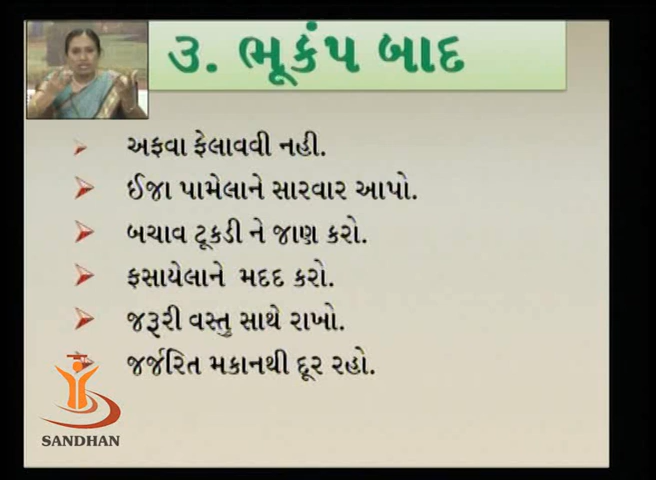 ૩. ભૂકંપ બાદ
અફવા ફેલાવવી નહી.
ઈજા પામેલાને સારવાર આપો.
બચાવ ટૂકડી ને જાણ કરો.
ફસાયેલાને મદદ કરો.
જરૂરી વસ્તુ સાથે રાખો.
જર્જરિત મકાનથી દૂર રહો.
SANDHAN